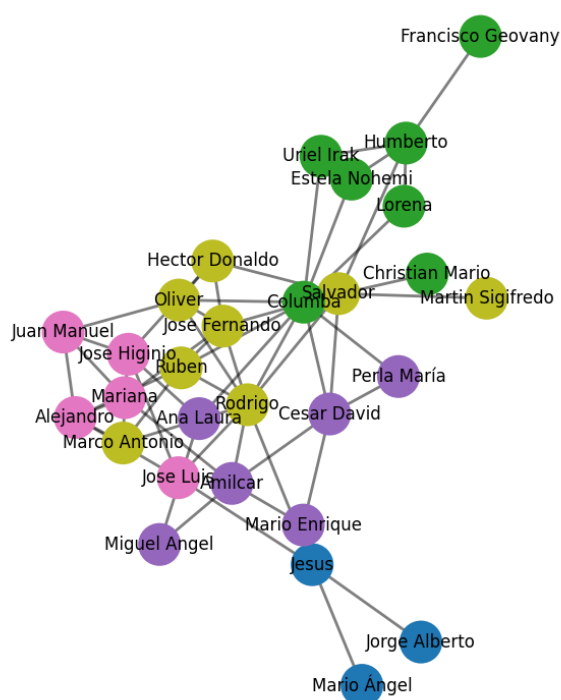 Francisco Geovany
Humberto
Uriel Irak
Estela Nohemi
Lorena
Hector Donaldo
Christian Mario
Oliver
Columba
Salvador
Martin Sigifredo
Juan Manuel
Jose Fernando
Jose Higinio
Ruben
Perla María
Mariana
Rodrigo
Alejandro
Ana Laura
Cesar David
Marco Antonio
Jose Luis
Amilcar
Mario Enrique
Miguel Angel
Jesus
Jorge Alberto
Mario Ángel